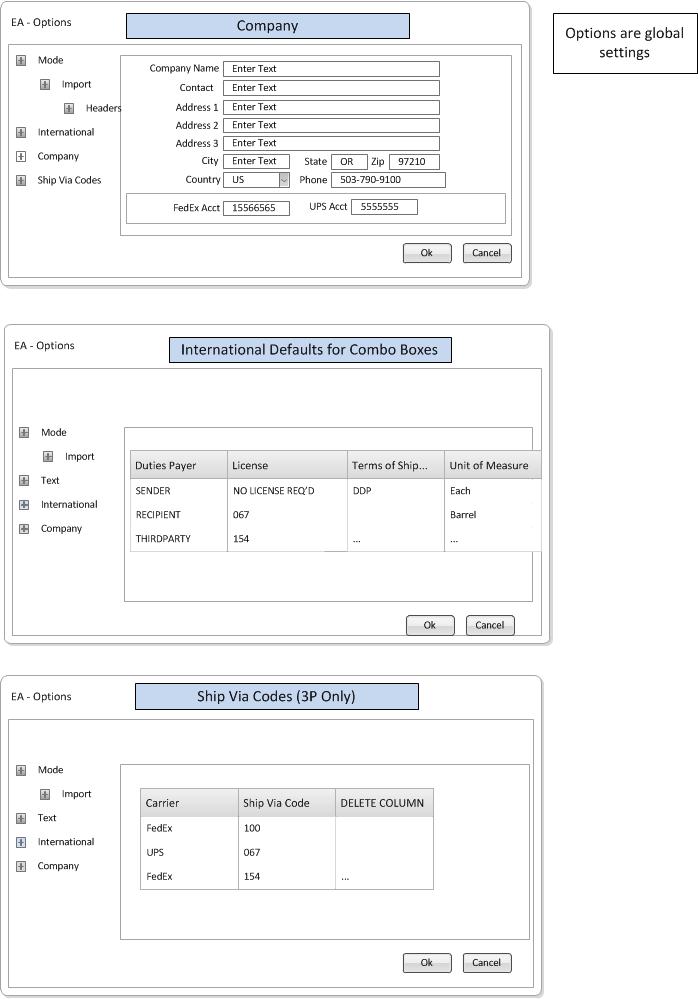 EA - Options
Company
Options are global
settings
Mode
Import
Headers
International
Company
Ship Via Codes
Company Name Enter Text
Contact Enter Text
Address 1 Enter Text
Address 2 Enter Text
Address 3 Enter Text
City Enter Text State OR Zip 97210
Country US Phone 503-790-9100
FedEx Acct 15566565 UPS Acct 5555555
Ok Cancel
EA - Options
International Defaults for Combo Boxes
Mode
Import
Text
International
Company
Duties Payer License Terms of Ship... Unit of Measure
SENDER NO LICENSE REQ'D DDP Each
RECIPIENT 067 Barrel
THIRDPARTY 154 ... ...
Ok Cancel
EA - Options
Ship Via Codes (3P Only)
Mode
Import
Text
International
Company
Carrier Ship Via Code DELETE COLUMN
FedEx 100
UPS 067
FedEx 154 ...
Ok Cancel